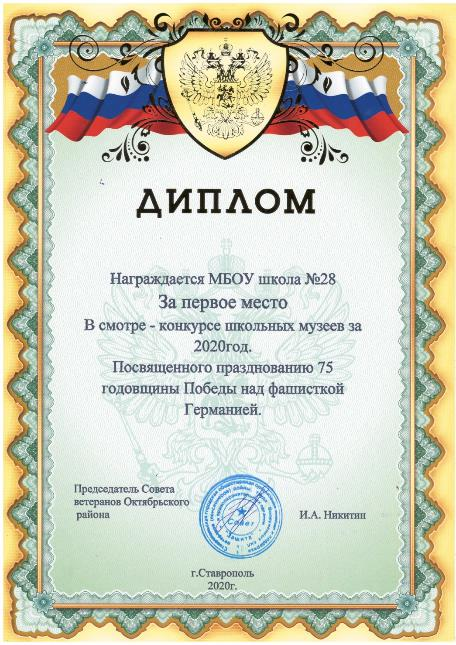 ДИПЛОМ
Награждается МБОУ школа №28
За первое место
В смотре - конкурсе школьных музеев за
2020год.
Посвященного празднованию 75
годовщины Победы над фашисткой
Германией.
Председатель Совета
ветеранов Октябрьского
района
И.А. Никитин
Совет
г.Ставрополь
2020г.